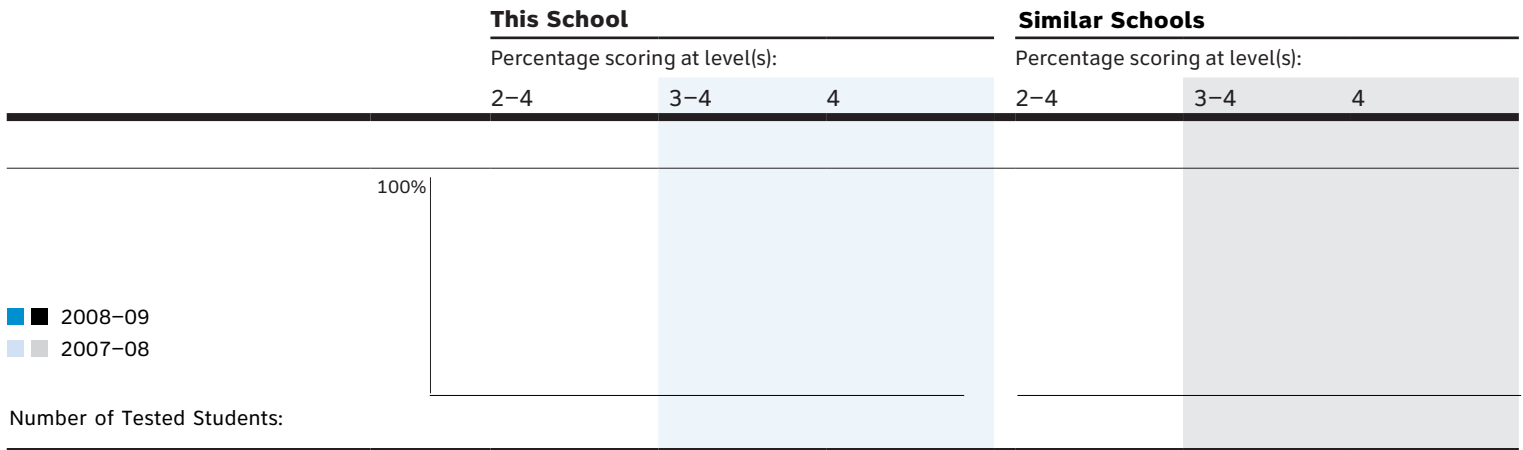 This School Similar Schools
Percentage scoring at level(s): Percentage scoring at level(s):
2–4 3–4 4 2–4 3–4 4
100%
2008–09
2007–08
Number of Tested Students: